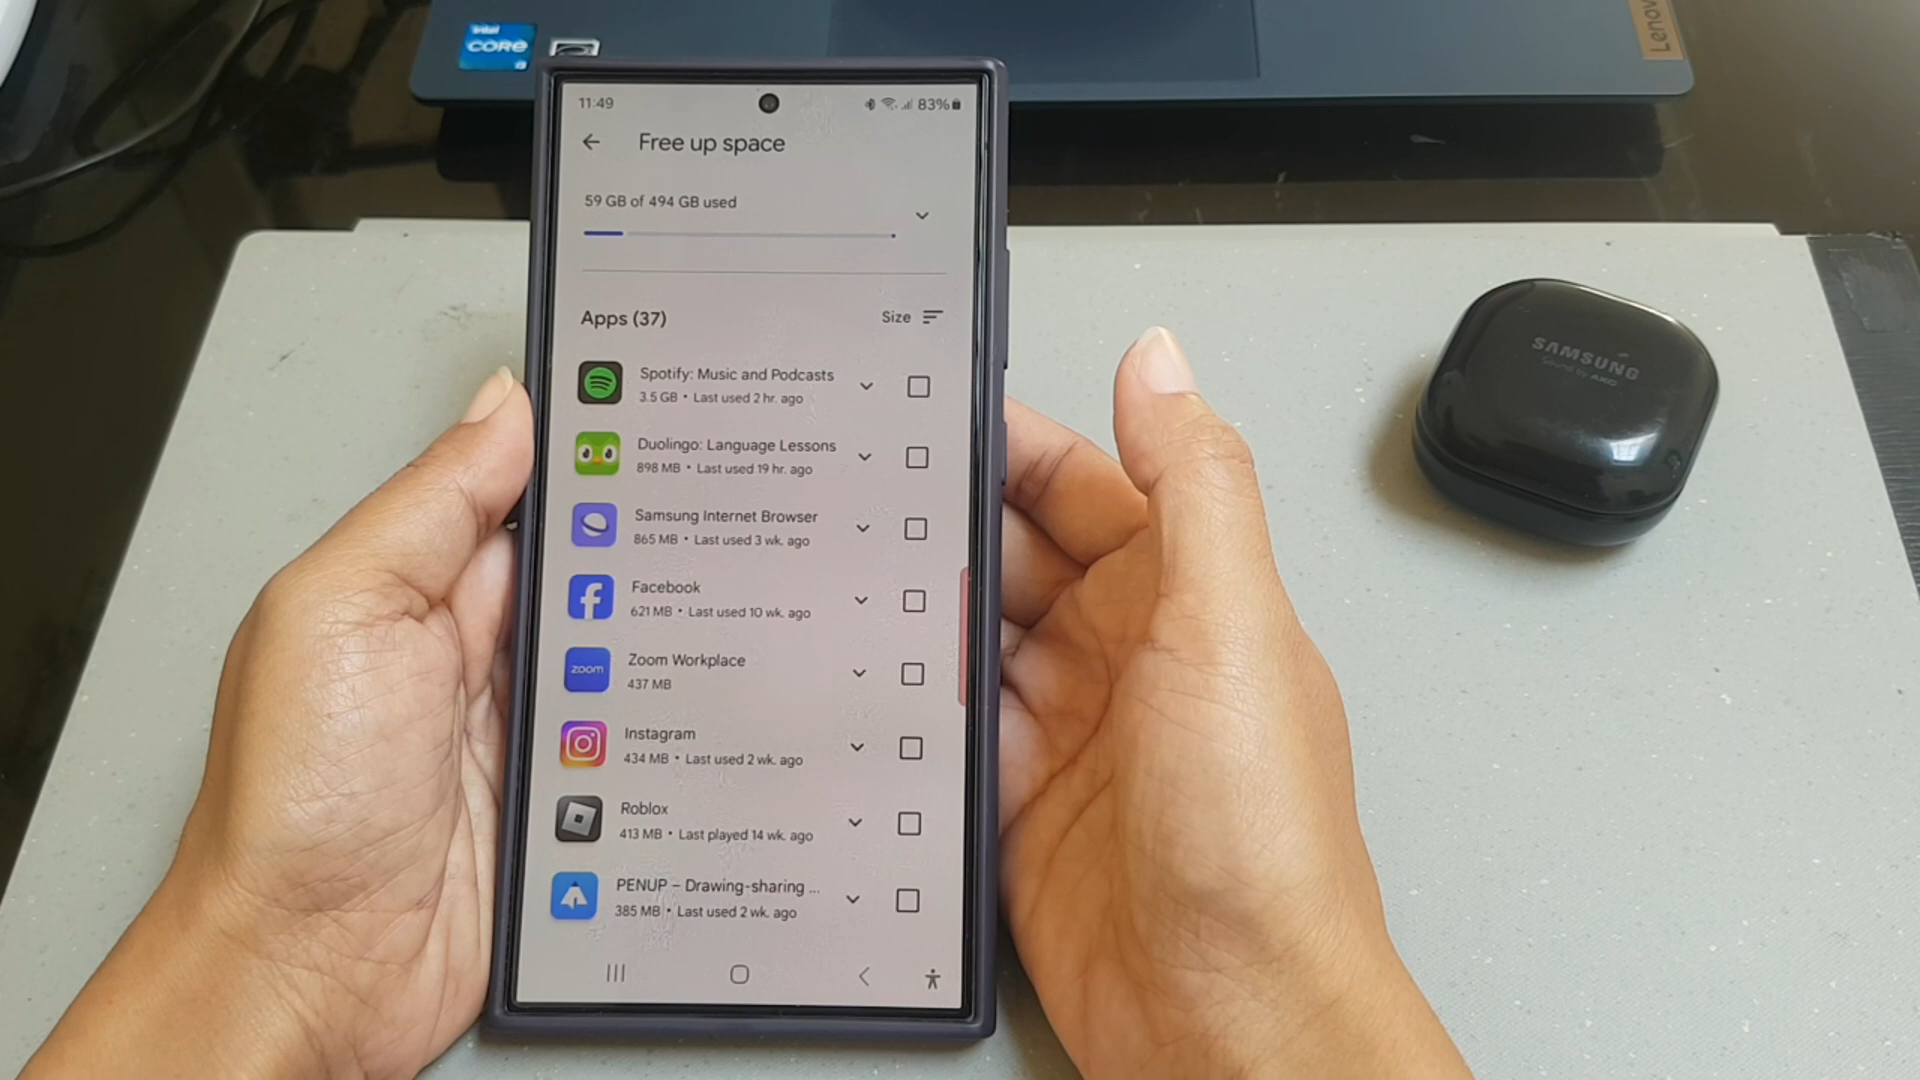 intel
CORE
i3
Lenovo
11:49
83%
Free up space
59 GB of 494 GB used
Apps (37)
Size
Spotify: Music and Podcasts
3.5 GB • Last used 2 hr. ago
Duolingo: Language Lessons
898 MB • Last used 19 hr. ago
Samsung Internet Browser
865 MB • Last used 3 wk. ago
Facebook
621 MB • Last used 10 wk. ago
zoom
Zoom Workplace
437 MB
Instagram
434 MB • Last used 2 wk. ago
Roblox
413 MB • Last played 14 wk. ago
PENUP – Drawing-sharing ...
385 MB • Last used 2 wk. ago
SAMSUNG
Sound by AKG